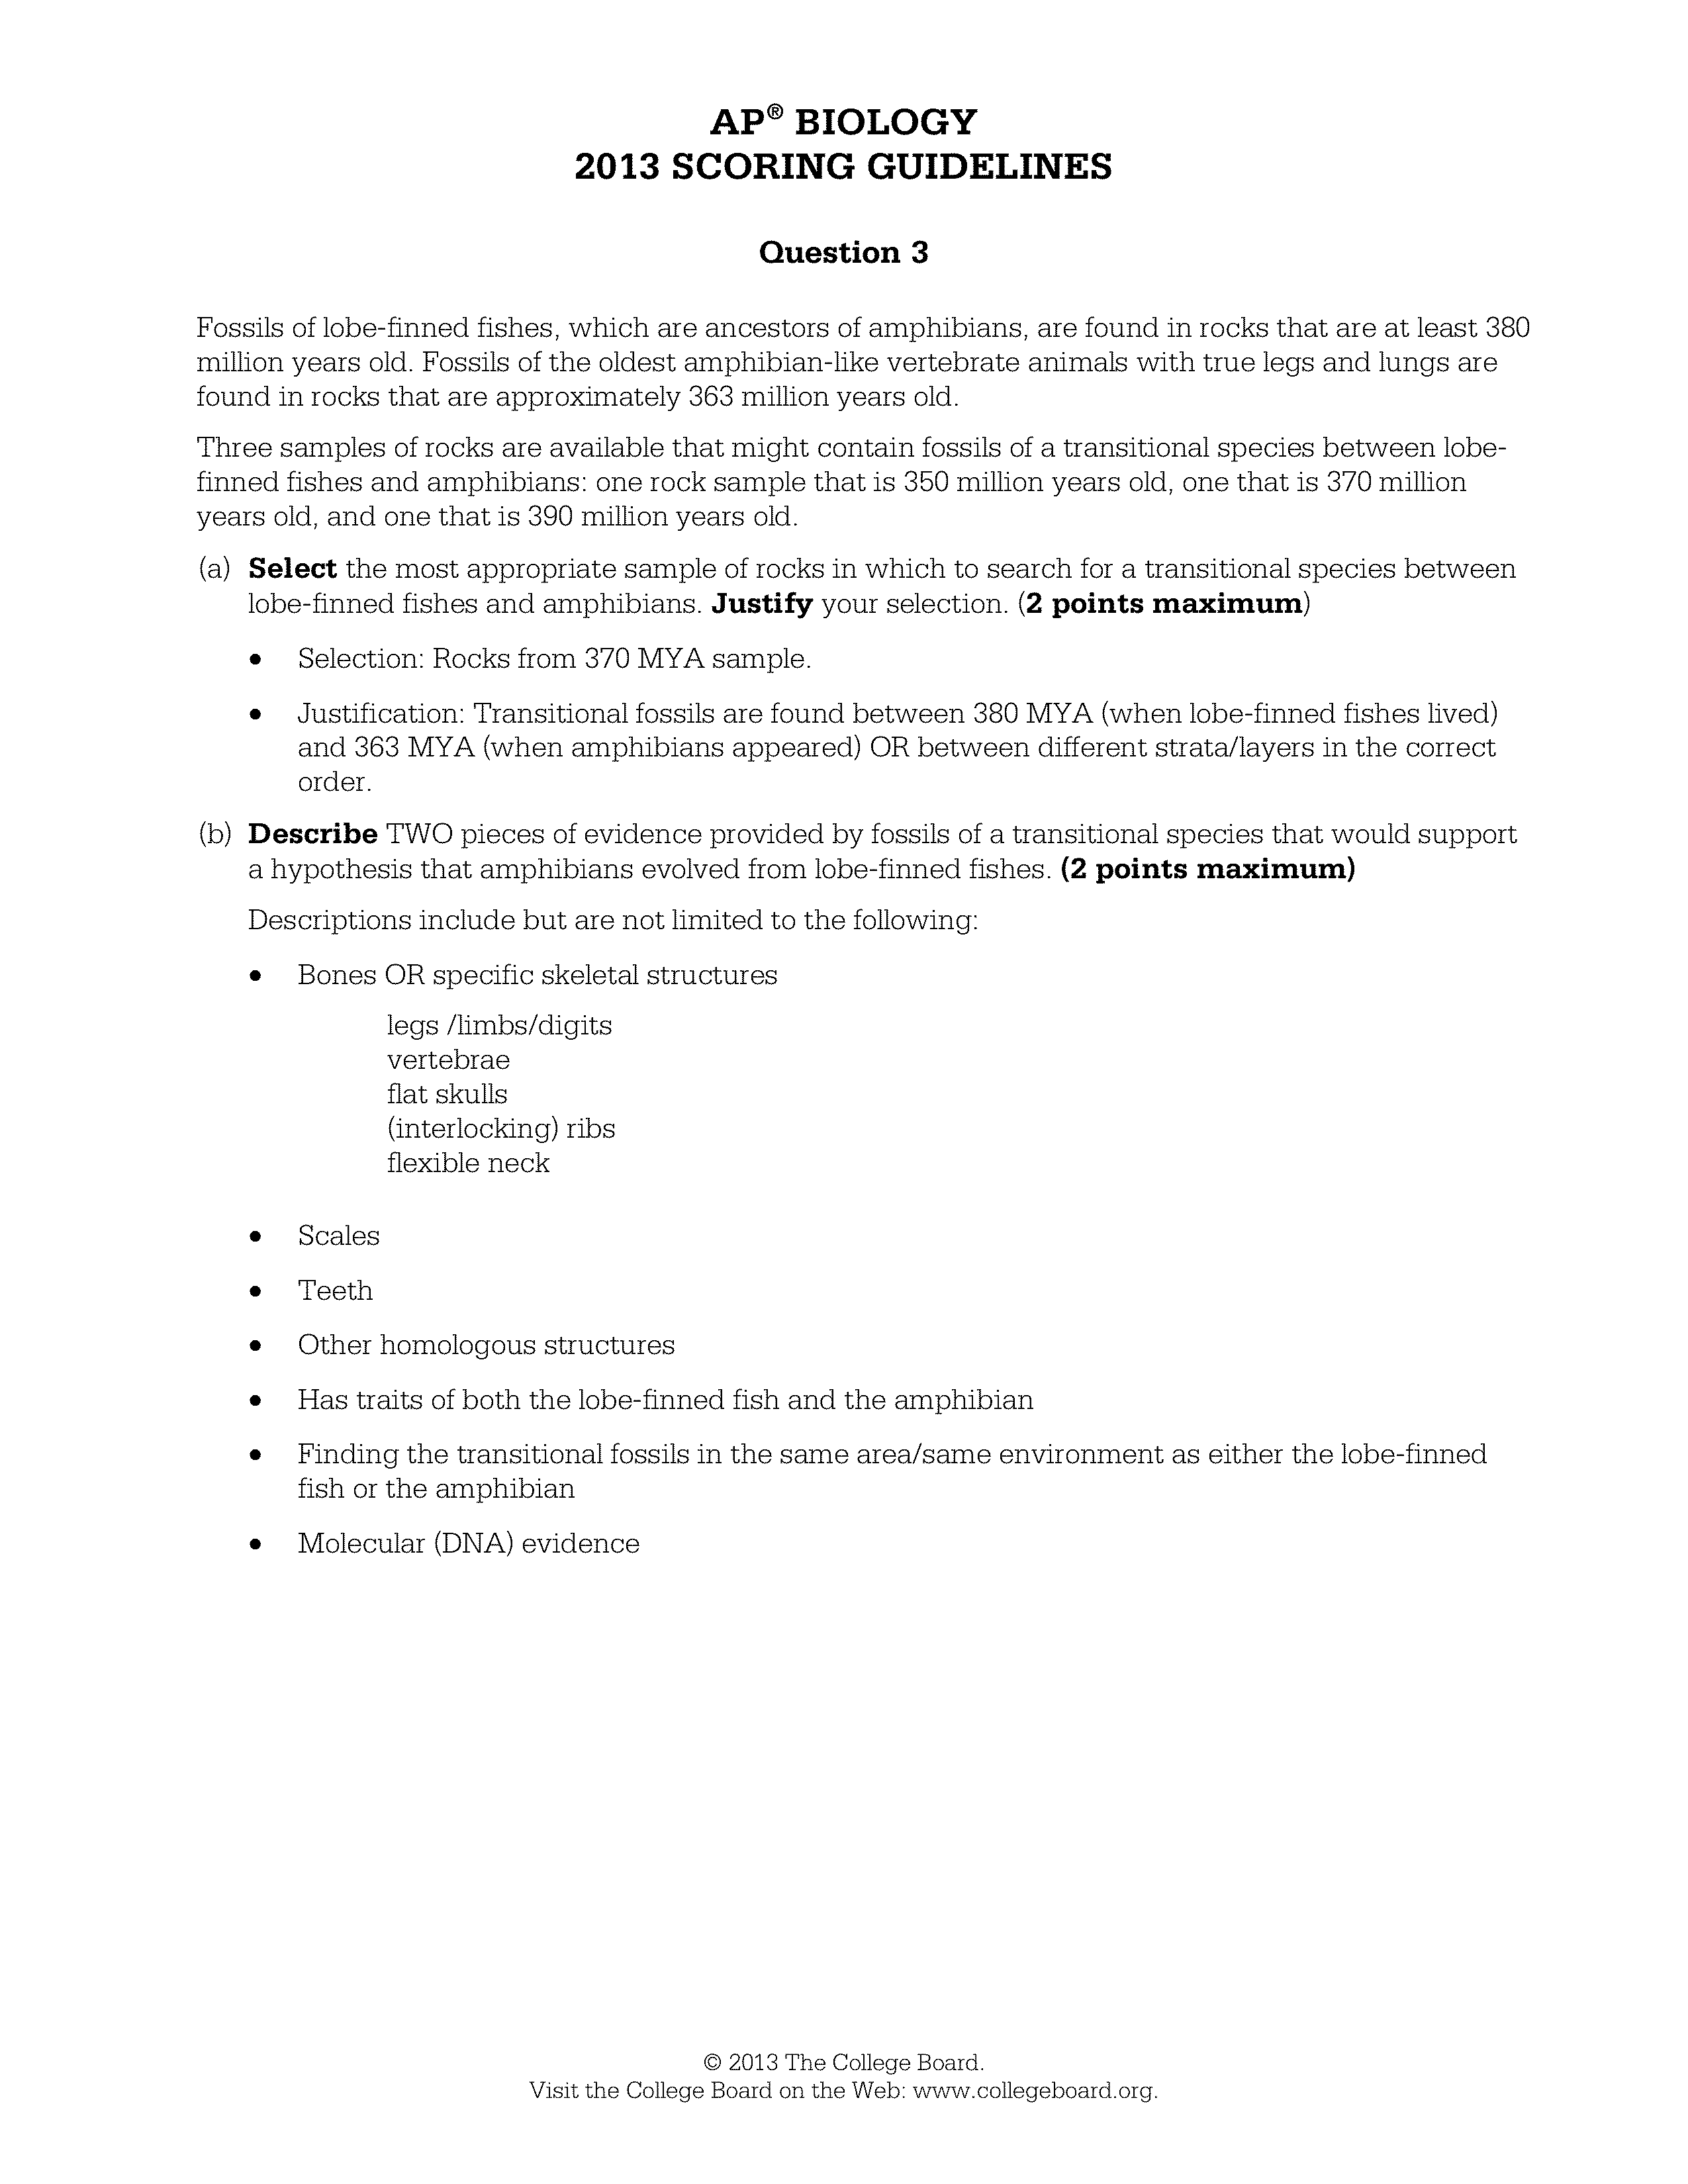 AP® BIOLOGY
2013 SCORING GUIDELINES
Question 3
Fossils of lobe-finned fishes, which are ancestors of amphibians, are found in rocks that are at least 380
million years old. Fossils of the oldest amphibian-like vertebrate animals with true legs and lungs are
found in rocks that are approximately 363 million years old.
Three samples of rocks are available that might contain fossils of a transitional species between lobe-
finned fishes and amphibians: one rock sample that is 350 million years old, one that is 370 million
years old, and one that is 390 million years old.
(a) Select the most appropriate sample of rocks in which to search for a transitional species between
lobe-finned fishes and amphibians. Justify your selection. (2 points maximum)
• Selection: Rocks from 370 MYA sample.
• Justification: Transitional fossils are found between 380 MYA (when lobe-finned fishes lived)
and 363 MYA (when amphibians appeared) OR between different strata/layers in the correct
order.
(b) Describe TWO pieces of evidence provided by fossils of a transitional species that would support
a hypothesis that amphibians evolved from lobe-finned fishes. (2 points maximum)
Descriptions include but are not limited to the following:
• Bones OR specific skeletal structures
legs /limbs/digits
vertebrae
flat skulls
(interlocking) ribs
flexible neck
• Scales
• Teeth
• Other homologous structures
• Has traits of both the lobe-finned fish and the amphibian
• Finding the transitional fossils in the same area/same environment as either the lobe-finned
fish or the amphibian
• Molecular (DNA) evidence
© 2013 The College Board.
Visit the College Board on the Web: www.collegeboard.org.